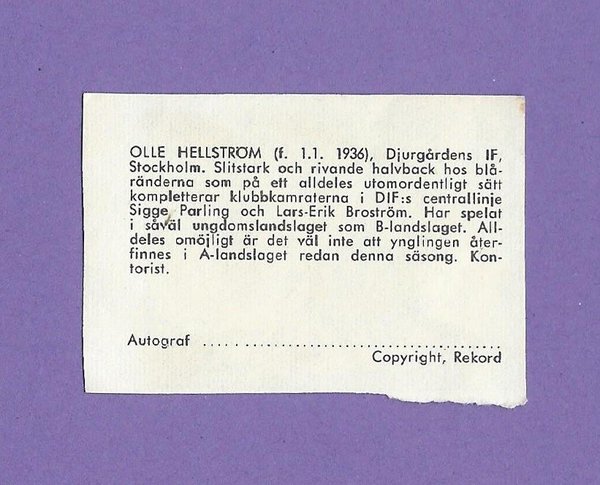 OLLE HELLSTRÖM (f. 1.1. 1936), Djurgårdens IF,
Stockholm. Slitstark och rivande halvback hos blå-
ränderna som på ett alldeles utomordentligt sätt
kompletterar klubbkamraterna i DIF:s centrallinje
Sigge Parling och Lars-Erik Broström. Har spelat
i såväl ungdomslandslaget som B-landslaget. All-
deles omöjligt är det väl inte att ynglingen åter-
finnes i A-landslaget redan denna säsong. Kon-
torist.
Autograf ........................................
Copyright, Rekord